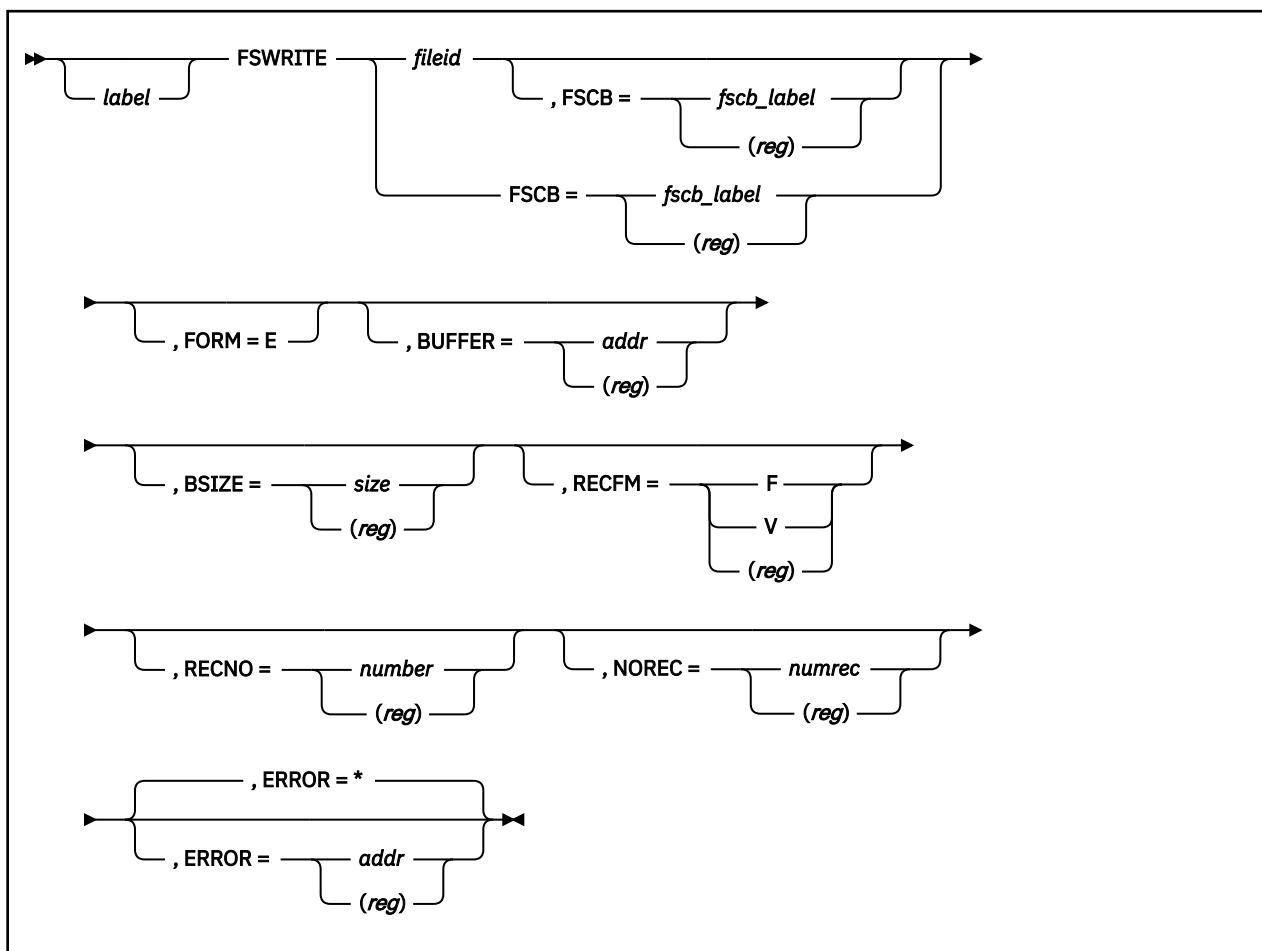 FSWRITE fileid
label , FSCB = fscb_label
(reg)
FSCB = fscb_label
(reg)
, FORM = E , BUFFER = addr
(reg)
, BSIZE = size , RECFM = F
(reg) V
(reg)
, RECNO = number , NOREC = numrec
(reg) (reg)
, ERROR = *
, ERROR = addr
(reg)